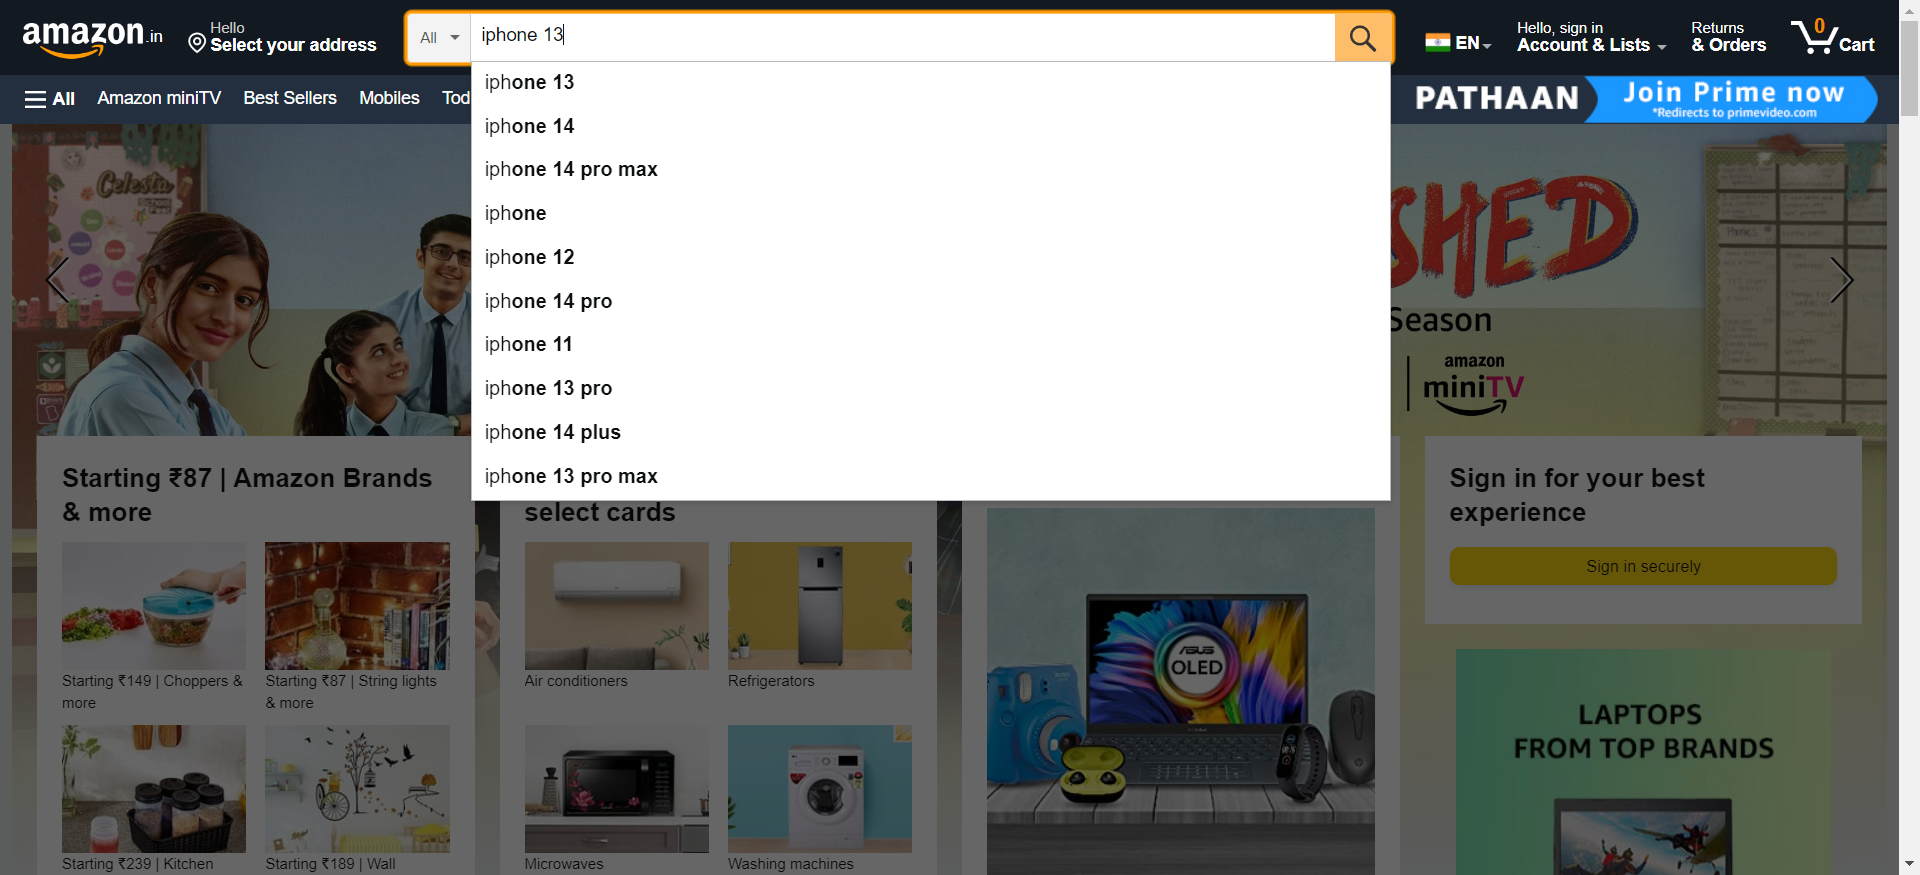 amazon.in
Hello
Select your address
All
iphone 13
EN
Hello, sign in
Account & Lists
Returns
& Orders
0
Cart
All
Amazon miniTV
Best Sellers
Mobiles
Tod
PATHAAN
Join Prime now
*Redirects to primevideo.com
iphone 13
iphone 14
iphone 14 pro max
iphone
iphone 12
iphone 14 pro
iphone 11
iphone 13 pro
iphone 14 plus
iphone 13 pro max
Celesta
SHED
Season
amazon
miniTV
Starting ₹87 | Amazon Brands
& more
Starting ₹149 | Choppers &
more
Starting ₹87 | String lights
& more
Starting ₹239 | Kitchen
Starting ₹189 | Wall
select cards
Air conditioners
Refrigerators
Microwaves
Washing machines
ASUS
OLED
Sign in for your best
experience
Sign in securely
LAPTOPS
FROM TOP BRANDS